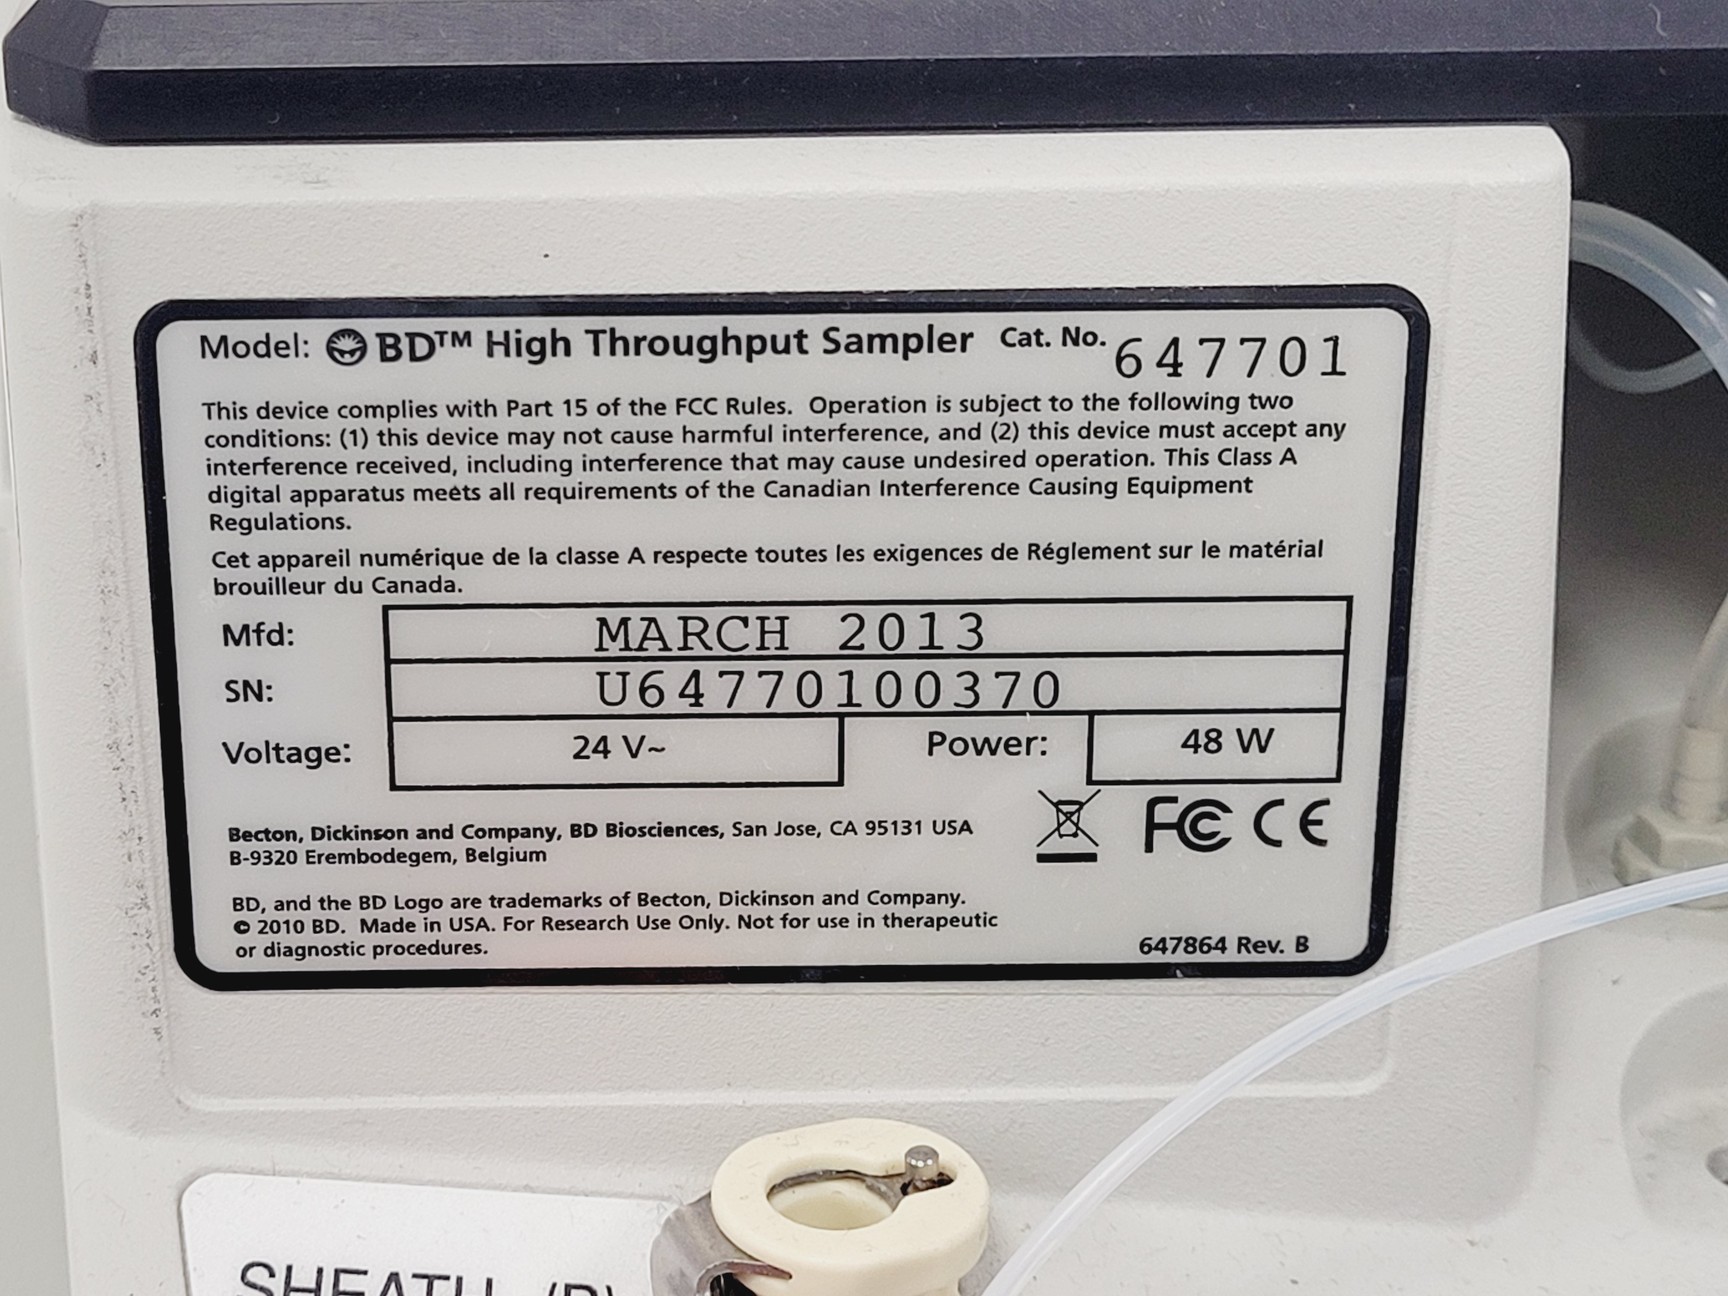 Model: BD™ High Throughput Sampler Cat. No. 647701
This device complies with Part 15 of the FCC Rules. Operation is subject to the following two
conditions: (1) this device may not cause harmful interference, and (2) this device must accept any
interference received, including interference that may cause undesired operation. This Class A
digital apparatus meets all requirements of the Canadian Interference Causing Equipment
Regulations.
Cet appareil numérique de la classe A respecte toutes les exigences de Réglement sur le matérial
brouilleur du Canada.
Mfd: MARCH 2013
SN: U64770100370
Voltage: 24 V~ Power: 48 W
Becton, Dickinson and Company, BD Biosciences, San Jose, CA 95131 USA
B-9320 Erembodegem, Belgium
FC CE
BD, and the BD Logo are trademarks of Becton, Dickinson and Company.
© 2010 BD. Made in USA. For Research Use Only. Not for use in therapeutic
or diagnostic procedures.
647864 Rev. B
SHEATH (P)